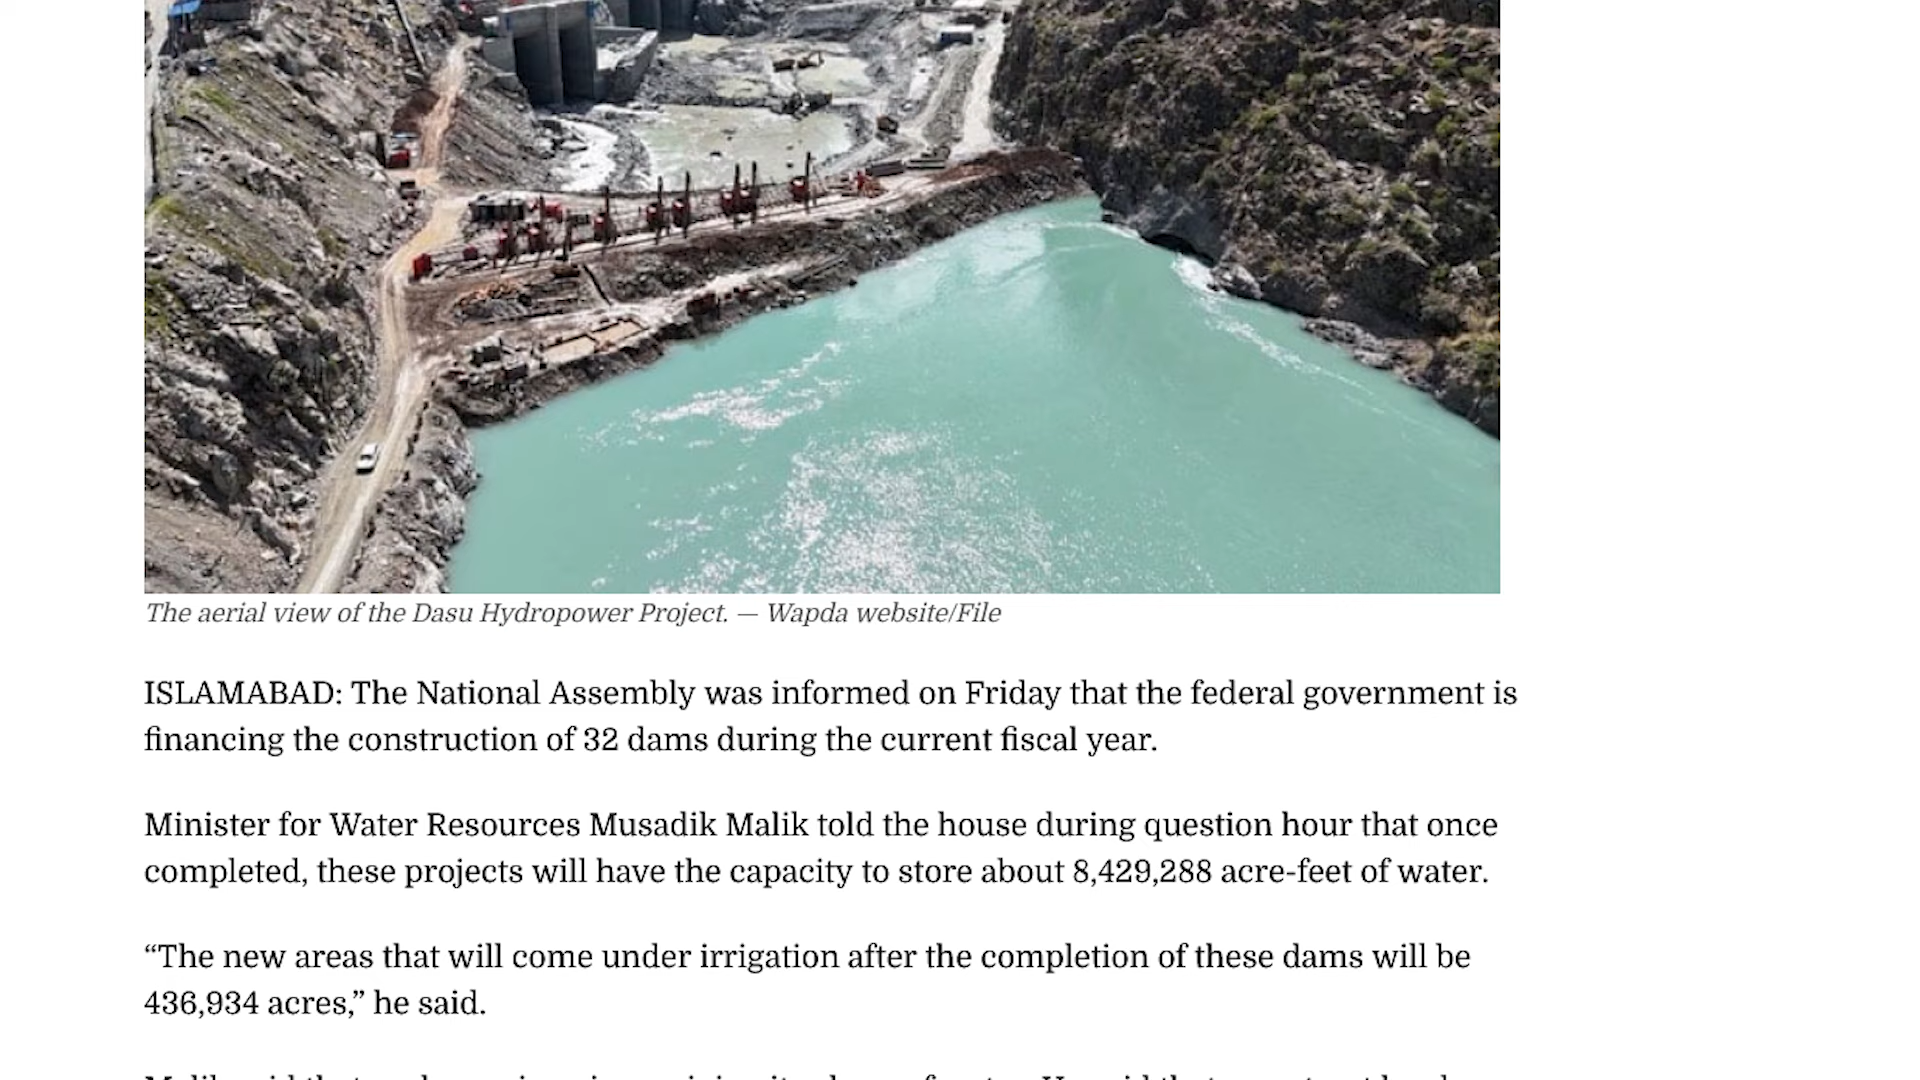 The aerial view of the Dasu Hydropower Project. — Wapda website/File
ISLAMABAD: The National Assembly was informed on Friday that the federal government is
financing the construction of 32 dams during the current fiscal year.
Minister for Water Resources Musadik Malik told the house during question hour that once
completed, these projects will have the capacity to store about 8,429,288 acre-feet of water.
“The new areas that will come under irrigation after the completion of these dams will be
436,934 acres,” he said.